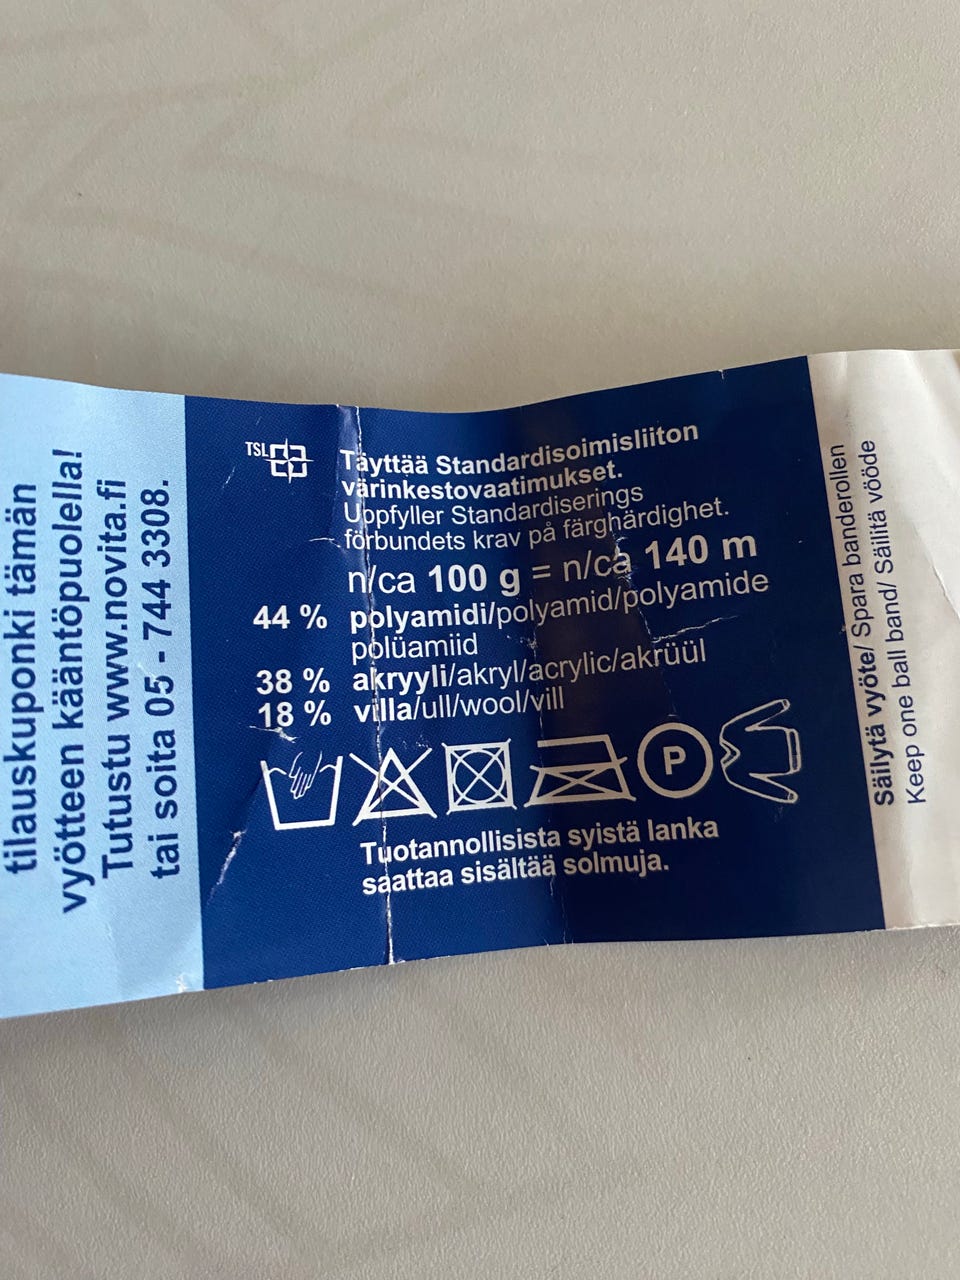 tilauskuponki tämän
vyötteen kääntöpuolella!
Tutustu www.novita.fi
tai soita 05 - 744 3308.
TSL
Täyttää Standardisoimisliiton
värinkestovaatimukset.
Uppfyller Standardiserings
förbundets krav på färghärdighet.
n/ca 100 g = n/ca 140 m
44 % polyamidi/polyamid/polyamide
polüamiid
38 % akryyli/akryl/acrylic/akrüül
18 % villa/ull/wool/vill
P
Tuotannollisista syistä lanka
saattaa sisältää solmuja.
Säilytä vyöte/ Spara banderollen
Keep one ball band/ Säilitä vööde